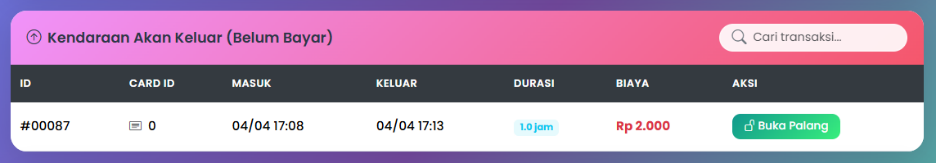 Kendaraan Akan Keluar (Belum Bayar)
Cari transaksi...
ID CARD ID MASUK KELUAR DURASI BIAYA AKSI
#00087 0 04/04 17:08 04/04 17:13 1.0 jam Rp 2.000 Buka Palang